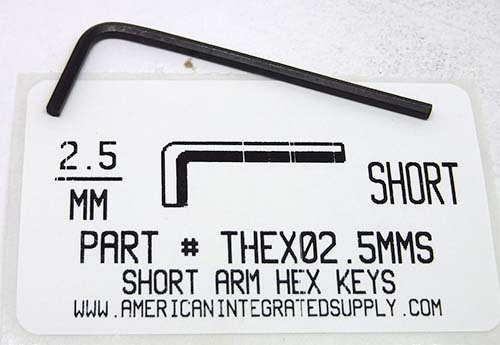 2.5
MM
SHORT
PART # THEX02.5MMS
SHORT ARM HEX KEYS
WWW.AMERICANINTEGRATEDSUPPLY.COM